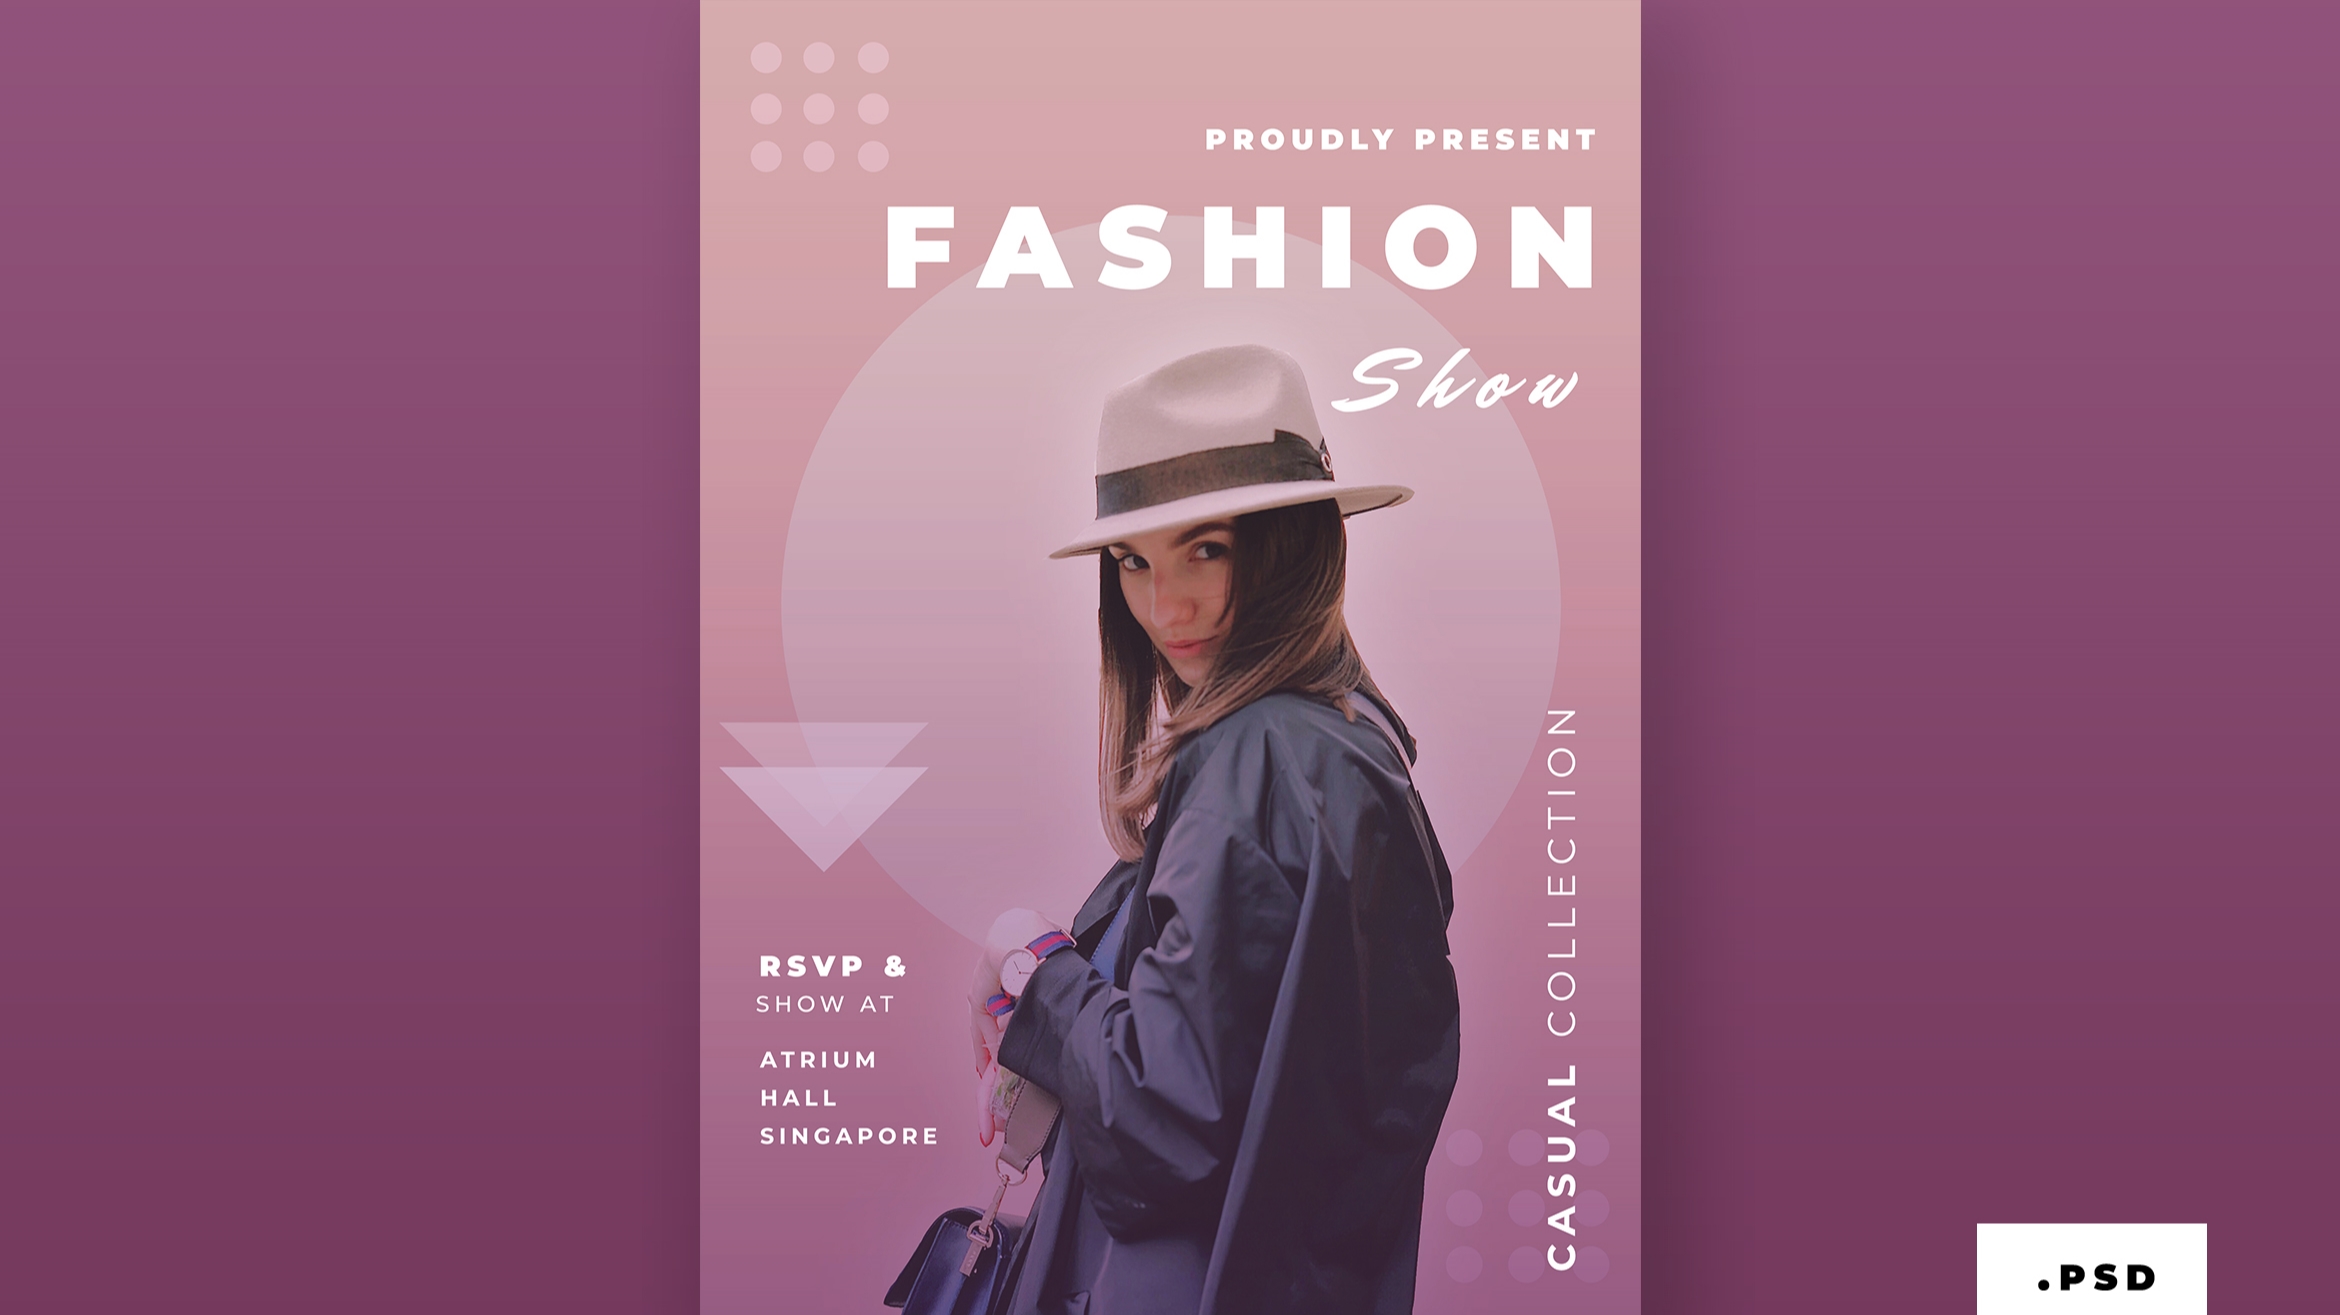 PROUDLY PRESENT
FASHION
Show
CASUAL COLLECTION
RSVP &
SHOW AT
ATRIUM
HALL
SINGAPORE
.PSD